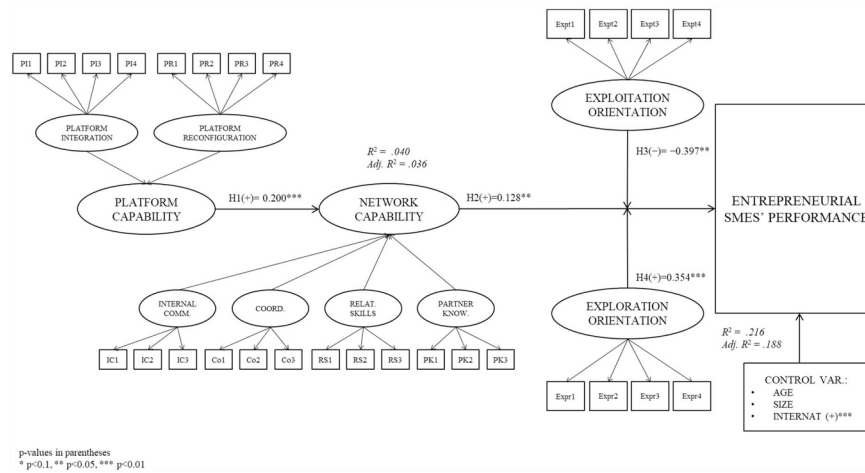 Expt1 Expt2 Expt3 Expt4
PI1 PI2 PI3 PI4 PR1 PR2 PR3 PR4
EXPLOITATION
ORIENTATION
PLATFORM
INTEGRATION
PLATFORM
RECONFIGURATION
R² = .040
Adj. R² = .036
H3(−)= −0.397**
PLATFORM
CAPABILITY
H1(+)= 0.200***
NETWORK
CAPABILITY
H2(+)=0.128**
ENTREPRENEURIAL
SMES' PERFORMANCE
H4(+)=0.354***
INTERNAL
COMM.
COORD.
RELAT.
SKILLS
PARTNER
KNOW.
EXPLORATION
ORIENTATION
R² = .216
Adj. R² = .188
IC1 IC2 IC3 Co1 Co2 Co3 RS1 RS2 RS3 PK1 PK2 PK3
Expr1 Expr2 Expr3 Expr4
CONTROL VAR.:
• AGE
• SIZE
• INTERNAT (+)***
p-values in parentheses
* p<0.1, ** p<0.05, *** p<0.01